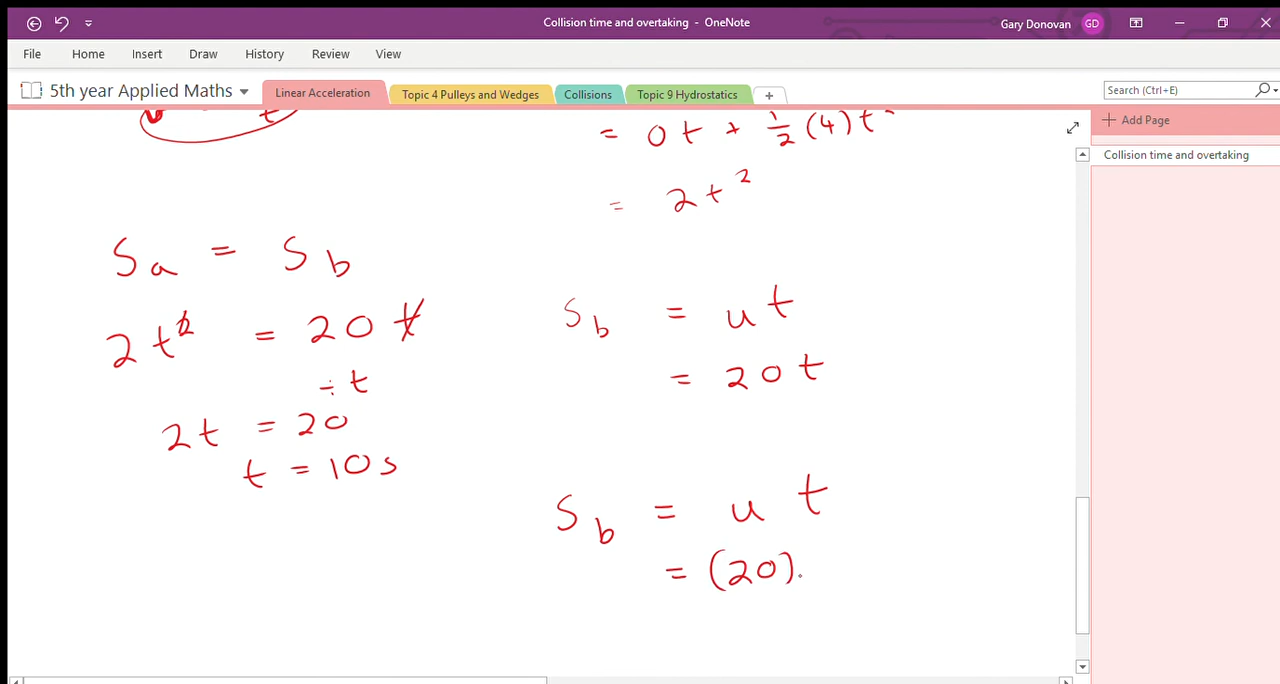 Collision time and overtaking - OneNote
Gary Donovan GD
File Home Insert Draw History Review View
5th year Applied Maths
Linear Acceleration Topic 4 Pulleys and Wedges Collisions Topic 9 Hydrostatics +
Search (Ctrl+E)
+ Add Page
Collision time and overtaking
t
= 0t + 1/2 (4) t²
= 2t²
Sa = Sb
2t² = 20t
÷ t
2t = 20
t = 10s
Sb = ut
= 20t
Sb = u t
= (20).